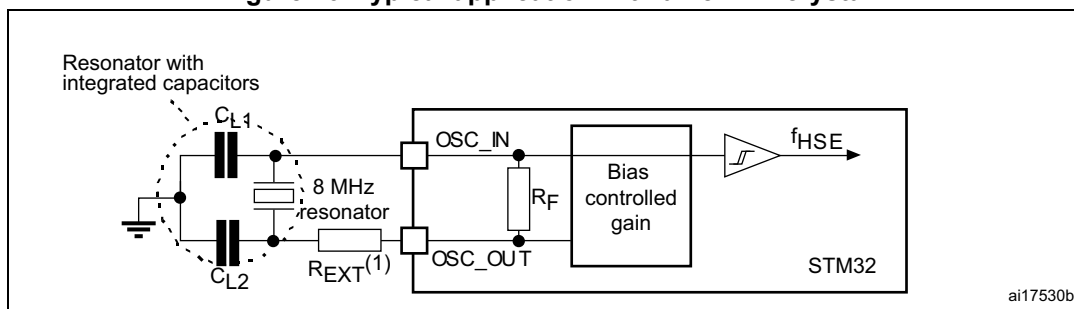 Resonator with
integrated capacitors
CL1
OSC_IN
fHSE
8 MHz
resonator
RF
Bias
controlled
gain
REXT(1)
OSC_OUT
STM32
CL2
ai17530b